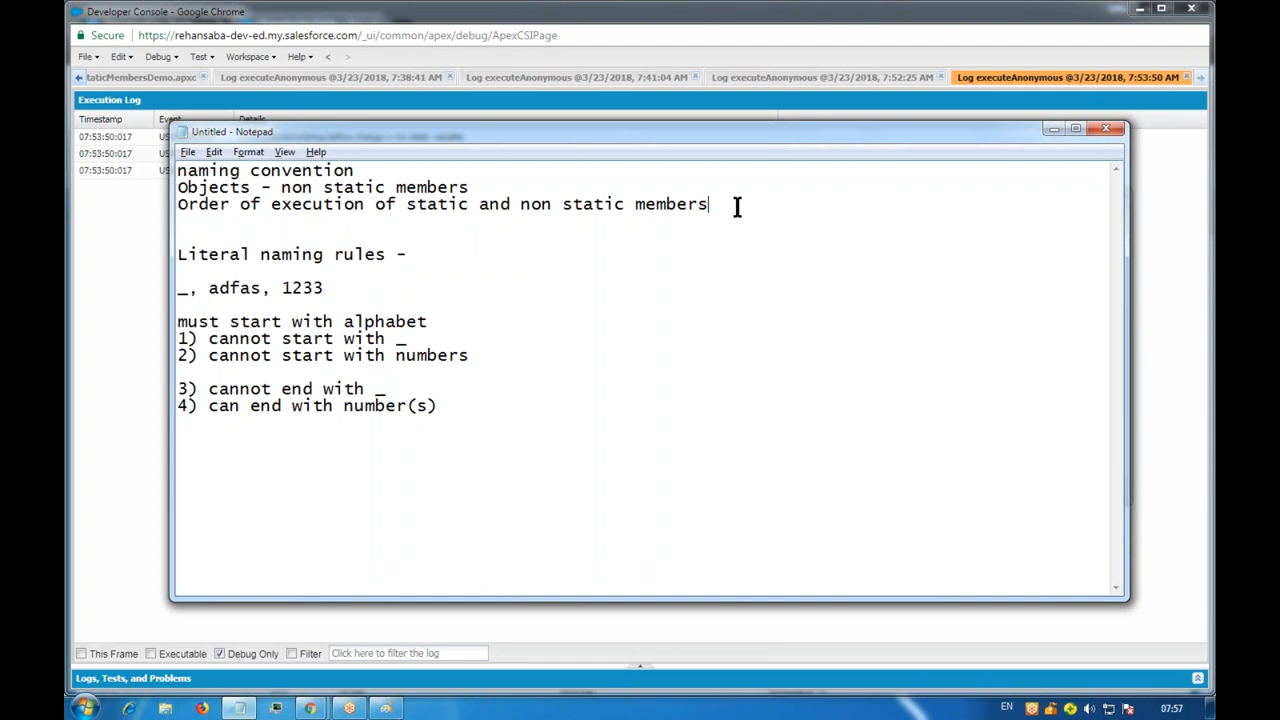 Developer Console - Google Chrome
Secure https://rehansaba-dev-ed.my.salesforce.com/_ui/common/apex/debug/ApexCSIPage
File Edit Debug Test Workspace Help < >
taticMembersDemo.apxc Log executeAnonymous @3/23/2018, 7:38:41 AM Log executeAnonymous @3/23/2018, 7:41:04 AM Log executeAnonymous @3/23/2018, 7:52:25 AM Log executeAnonymous @3/23/2018, 7:53:50 AM
Execution Log
Timestamp Event Details
07:53:50:017 US
07:53:50:017 US
07:53:50:017 US
Untitled - Notepad
File Edit Format View Help
naming convention
Objects - non static members
Order of execution of static and non static members
Literal naming rules -
_, adfas, 1233
must start with alphabet
1) cannot start with _
2) cannot start with numbers
3) cannot end with _
4) can end with number(s)
This Frame Executable Debug Only Filter Click here to filter the log
Logs, Tests, and Problems
EN 07:57